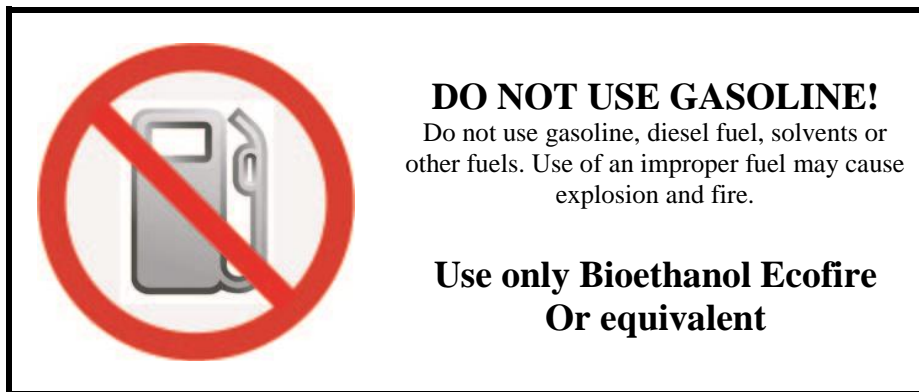 DO NOT USE GASOLINE!
Do not use gasoline, diesel fuel, solvents or
other fuels. Use of an improper fuel may cause
explosion and fire.
Use only Bioethanol Ecofire
Or equivalent